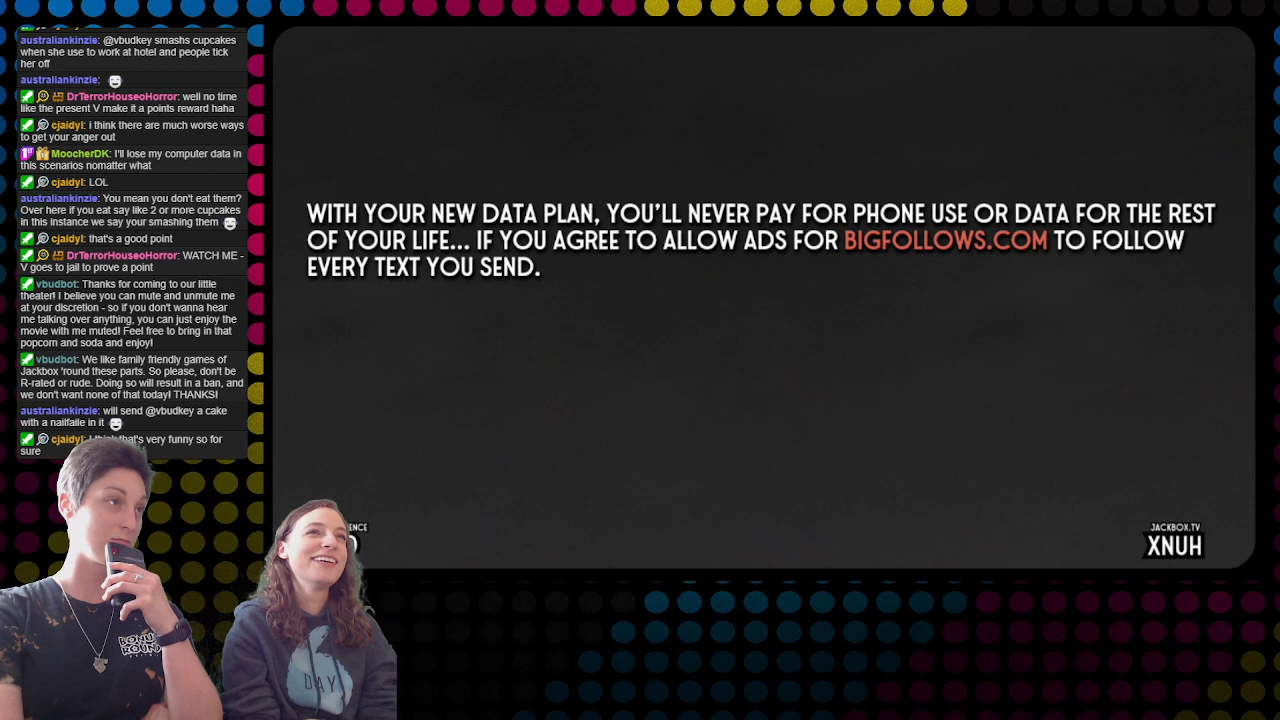 australiankinzie: @vbudkey smashs cupcakes
when she use to work at hotel and people tick
her off
australiankinzie:
DrTerrorHouseoHorror: well no time
like the present V make it a points reward haha
cjaidyl: i think there are much worse ways
to get your anger out
MoocherDK: I'll lose my computer data in
this scenarios nomatter what
cjaidyl: LOL
australiankinzie: You mean you don't eat them?
Over here if you eat say like 2 or more cupcakes
in this instance we say your smashing them
cjaidyl: that's a good point
DrTerrorHouseoHorror: WATCH ME -
V goes to jail to prove a point
vbudbot: Thanks for coming to our little
theater! I believe you can mute and unmute me
at your discretion - so if you don't wanna hear
me talking over anything, you can just enjoy the
movie with me muted! Feel free to bring in that
popcorn and soda and enjoy!
vbudbot: We like family friendly games of
Jackbox 'round these parts. So please, don't be
R-rated or rude. Doing so will result in a ban, and
we don't want none of that today! THANKS!
australiankinzie: will send @vbudkey a cake
with a nailfaile in it
cjaidyl: I think that's very funny so for
sure
WITH YOUR NEW DATA PLAN, YOU'LL NEVER PAY FOR PHONE USE OR DATA FOR THE REST
OF YOUR LIFE... IF YOU AGREE TO ALLOW ADS FOR BIGFOLLOWS.COM TO FOLLOW
EVERY TEXT YOU SEND.
JACKBOX.TV
XNUH
BONUS
ROUND
DAY